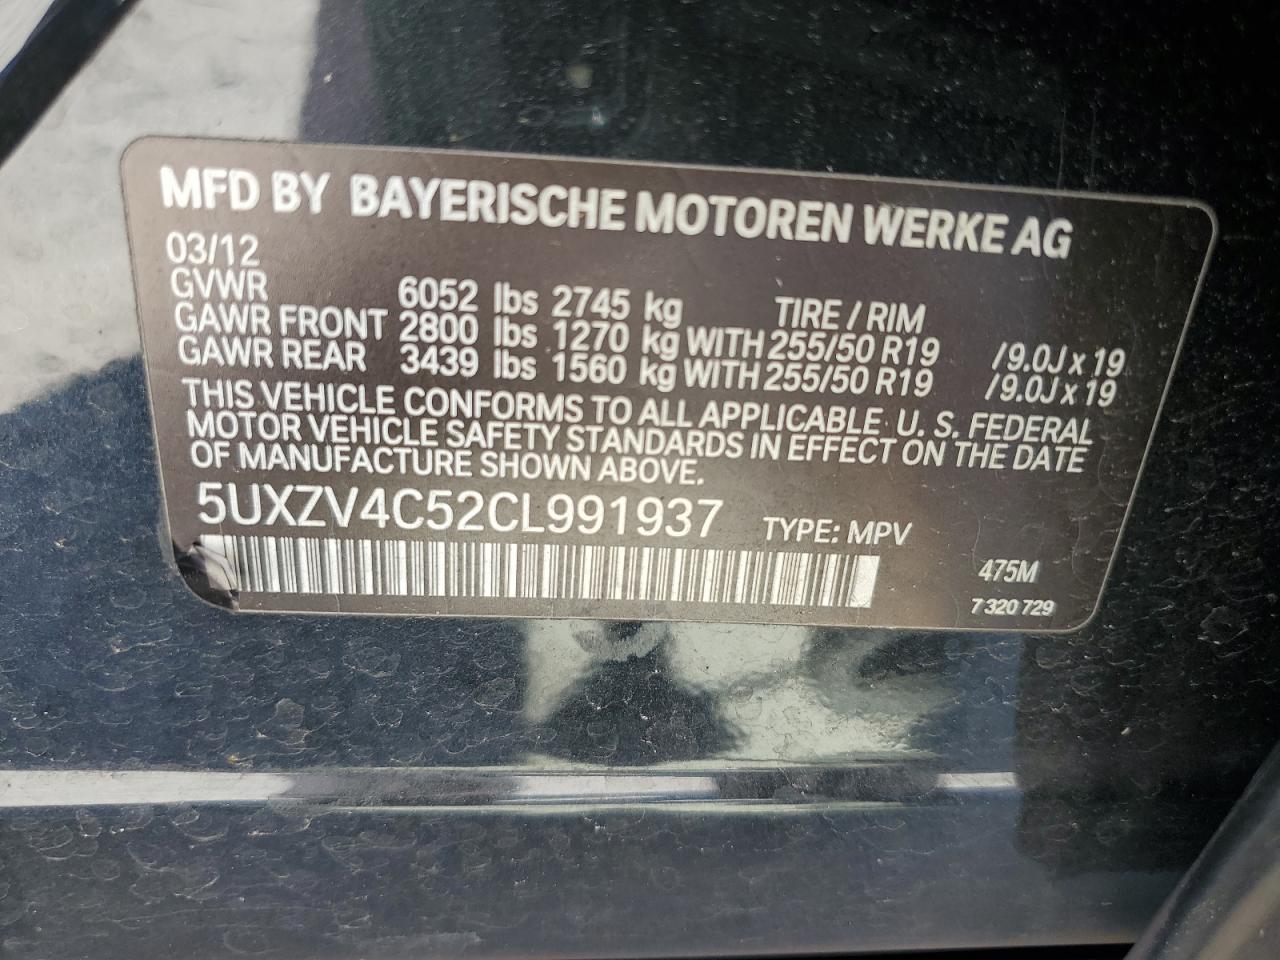 MFD BY BAYERISCHE MOTOREN WERKE AG
03/12
GVWR 6052 lbs 2745 kg TIRE / RIM
GAWR FRONT 2800 lbs 1270 kg WITH 255/50 R19 /9.0J x 19
GAWR REAR 3439 lbs 1560 kg WITH 255/50 R19 /9.0J x 19
THIS VEHICLE CONFORMS TO ALL APPLICABLE U. S. FEDERAL
MOTOR VEHICLE SAFETY STANDARDS IN EFFECT ON THE DATE
OF MANUFACTURE SHOWN ABOVE.
5UXZV4C52CL991937 TYPE: MPV
475M
7 320 729